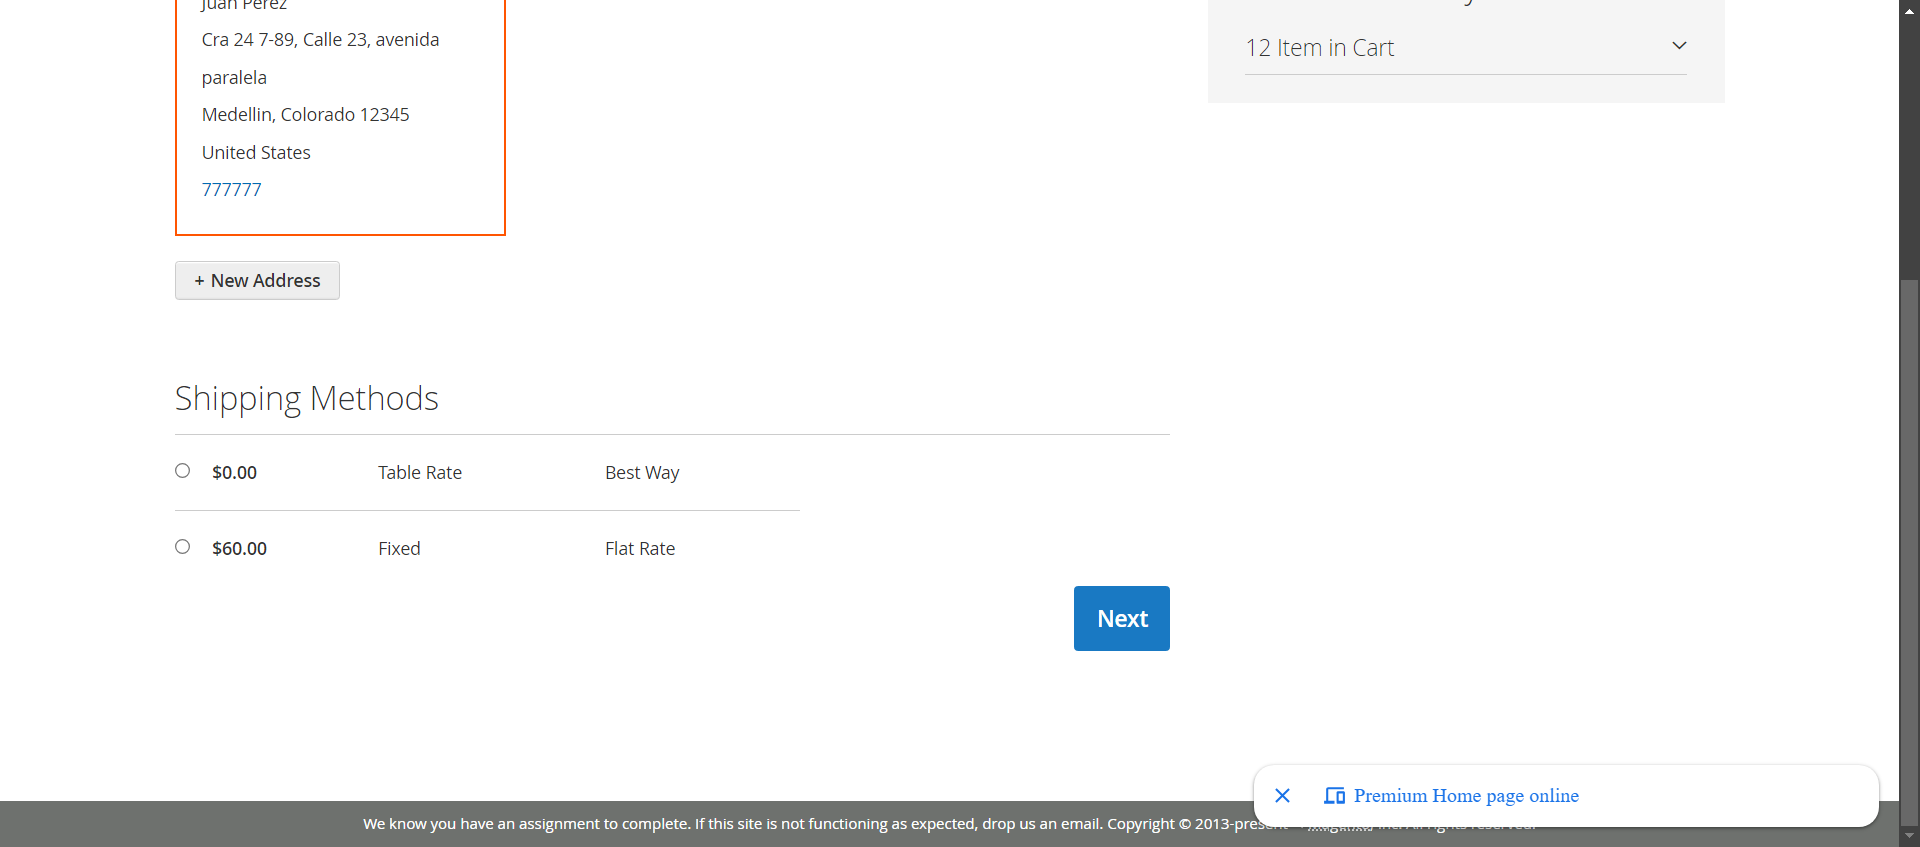 Juan Perez
Cra 24 7-89, Calle 23, avenida
paralela
Medellin, Colorado 12345
United States
777777
+ New Address
12 Item in Cart
Shipping Methods
$0.00 Table Rate Best Way
$60.00 Fixed Flat Rate
Next
Premium Home page online
We know you have an assignment to complete. If this site is not functioning as expected, drop us an email. Copyright © 2013-present